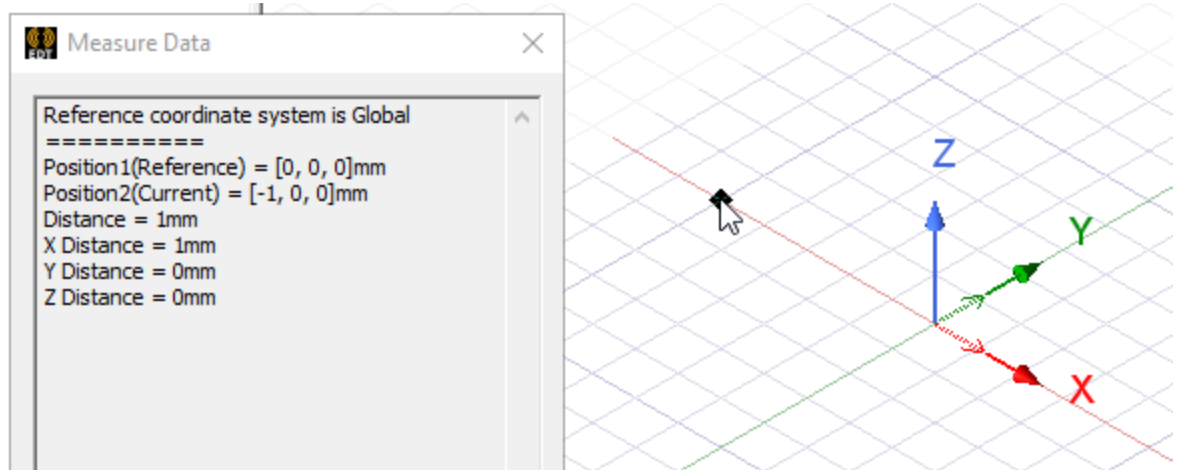 EDT
Measure Data
Reference coordinate system is Global
==========
Position1(Reference) = [0, 0, 0]mm
Position2(Current) = [-1, 0, 0]mm
Distance = 1mm
X Distance = 1mm
Y Distance = 0mm
Z Distance = 0mm
Z
Y
X